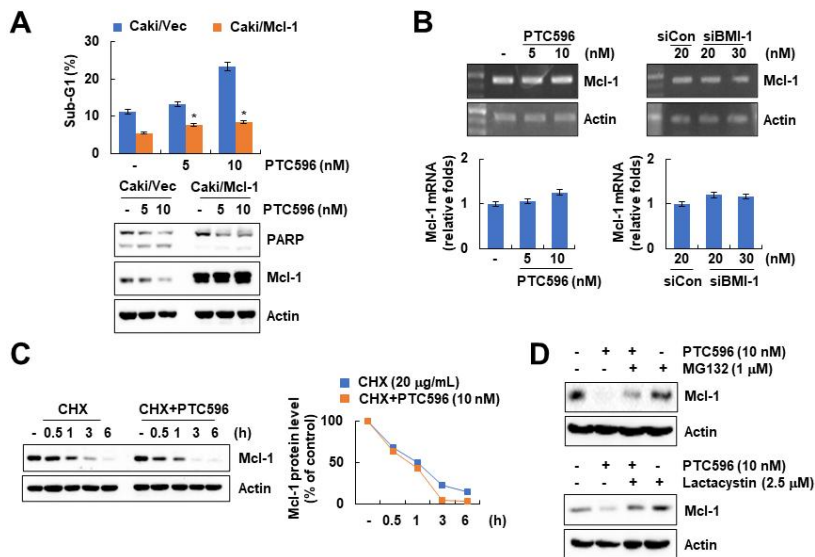 A
Caki/Vec Caki/Mcl-1
Sub-G1 (%)
30
20
10
0
- 5 10 PTC596 (nM)
*
*
Caki/Vec Caki/Mcl-1
- 5 10 - 5 10 PTC596 (nM)
PARP
Mcl-1
Actin
B
PTC596
- 5 10 (nM)
Mcl-1
Actin
siCon siBMI-1
20 20 30 (nM)
Mcl-1
Actin
Mcl-1 mRNA
(relative folds)
2
1
0
- 5 10 (nM)
PTC596
Mcl-1 mRNA
(relative folds)
2
1
0
20 20 30 (nM)
siCon siBMI-1
C
CHX CHX+PTC596
- 0.5 1 3 6 - 0.5 1 3 6 (h)
Mcl-1
Actin
CHX (20 μg/mL)
CHX+PTC596 (10 nM)
Mcl-1 protein level
(% of control)
100
50
0
- 0.5 1 3 6 (h)
D
- + + - PTC596 (10 nM)
- - + + MG132 (1 μM)
Mcl-1
Actin
- + + - PTC596 (10 nM)
- - + + Lactacystin (2.5 μM)
Mcl-1
Actin